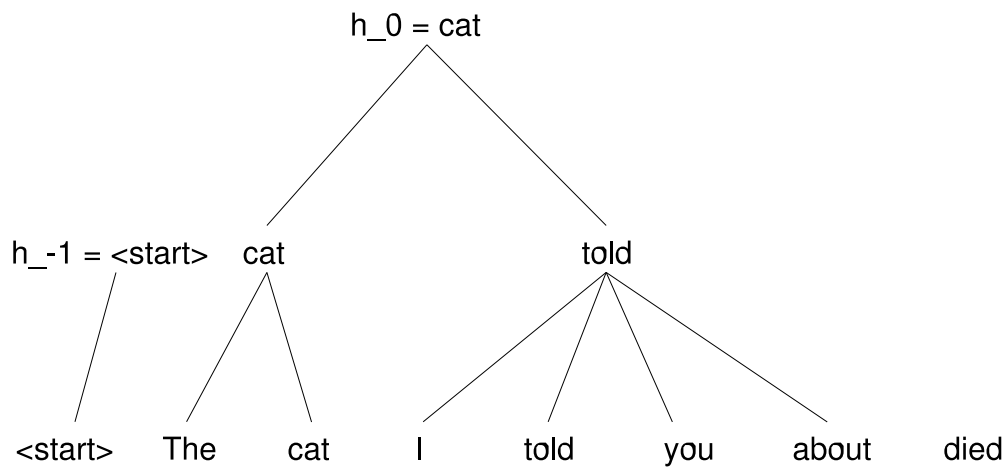 h_0 = cat
h_-1 = <start> cat told
<start> The cat I told you about died